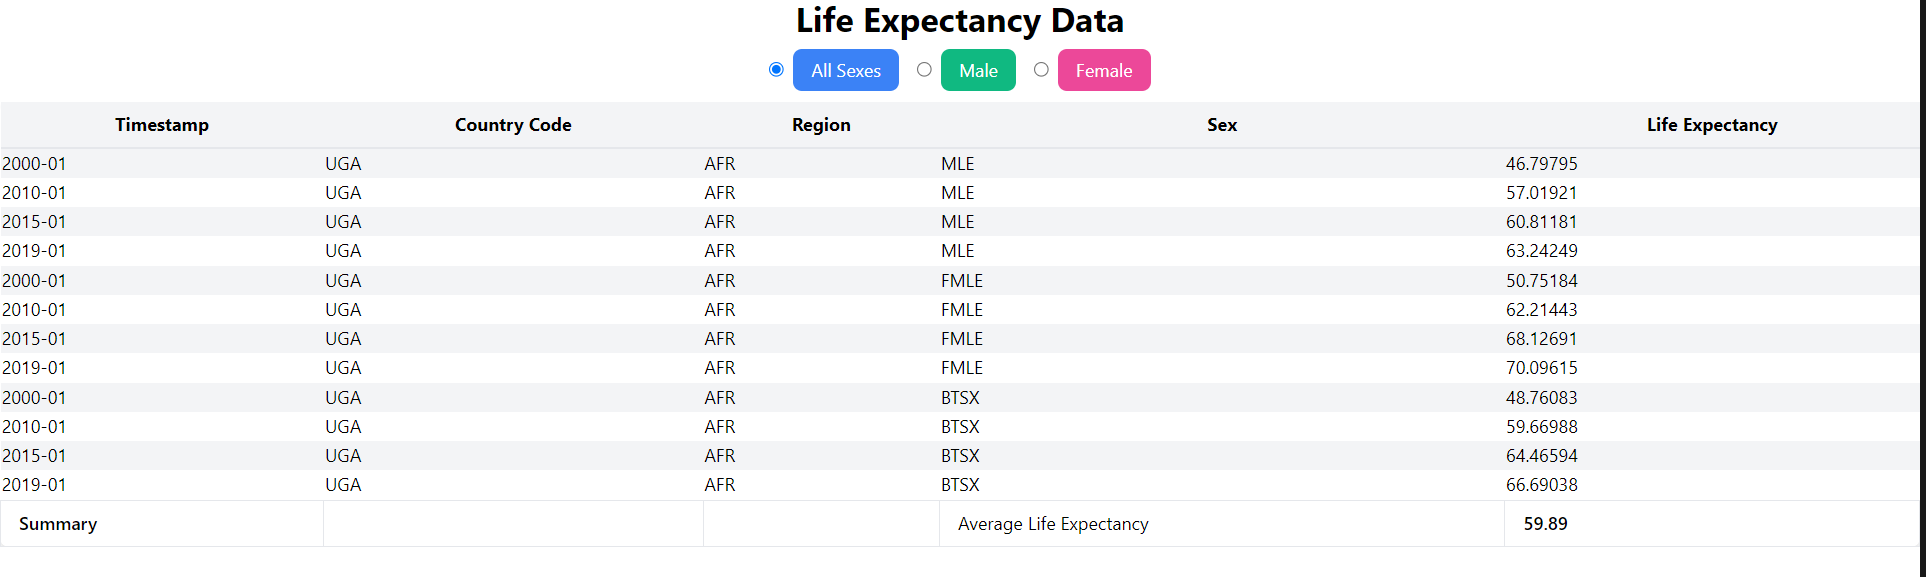 Life Expectancy Data
All Sexes Male Female
Timestamp Country Code Region Sex Life Expectancy
2000-01 UGA AFR MLE 46.79795
2010-01 UGA AFR MLE 57.01921
2015-01 UGA AFR MLE 60.81181
2019-01 UGA AFR MLE 63.24249
2000-01 UGA AFR FMLE 50.75184
2010-01 UGA AFR FMLE 62.21443
2015-01 UGA AFR FMLE 68.12691
2019-01 UGA AFR FMLE 70.09615
2000-01 UGA AFR BTSX 48.76083
2010-01 UGA AFR BTSX 59.66988
2015-01 UGA AFR BTSX 64.46594
2019-01 UGA AFR BTSX 66.69038
Summary Average Life Expectancy 59.89